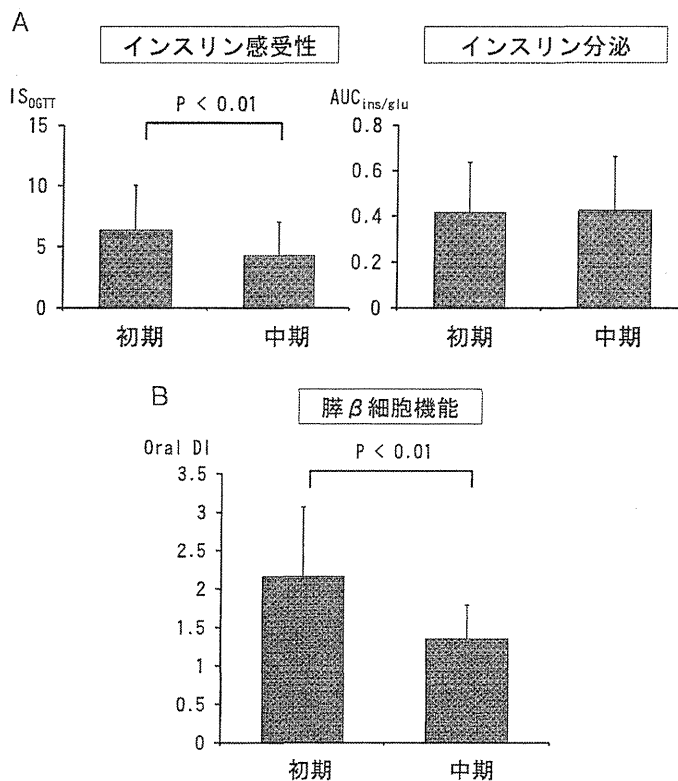 A
インスリン感受性
IS_OGTT
P < 0.01
15
10
5
0
初期
中期
インスリン分泌
AUC_ins/glu
0.8
0.6
0.4
0.2
0
初期
中期
B
膵β細胞機能
Oral DI
P < 0.01
3.5
3
2.5
2
1.5
1
0.5
0
初期
中期